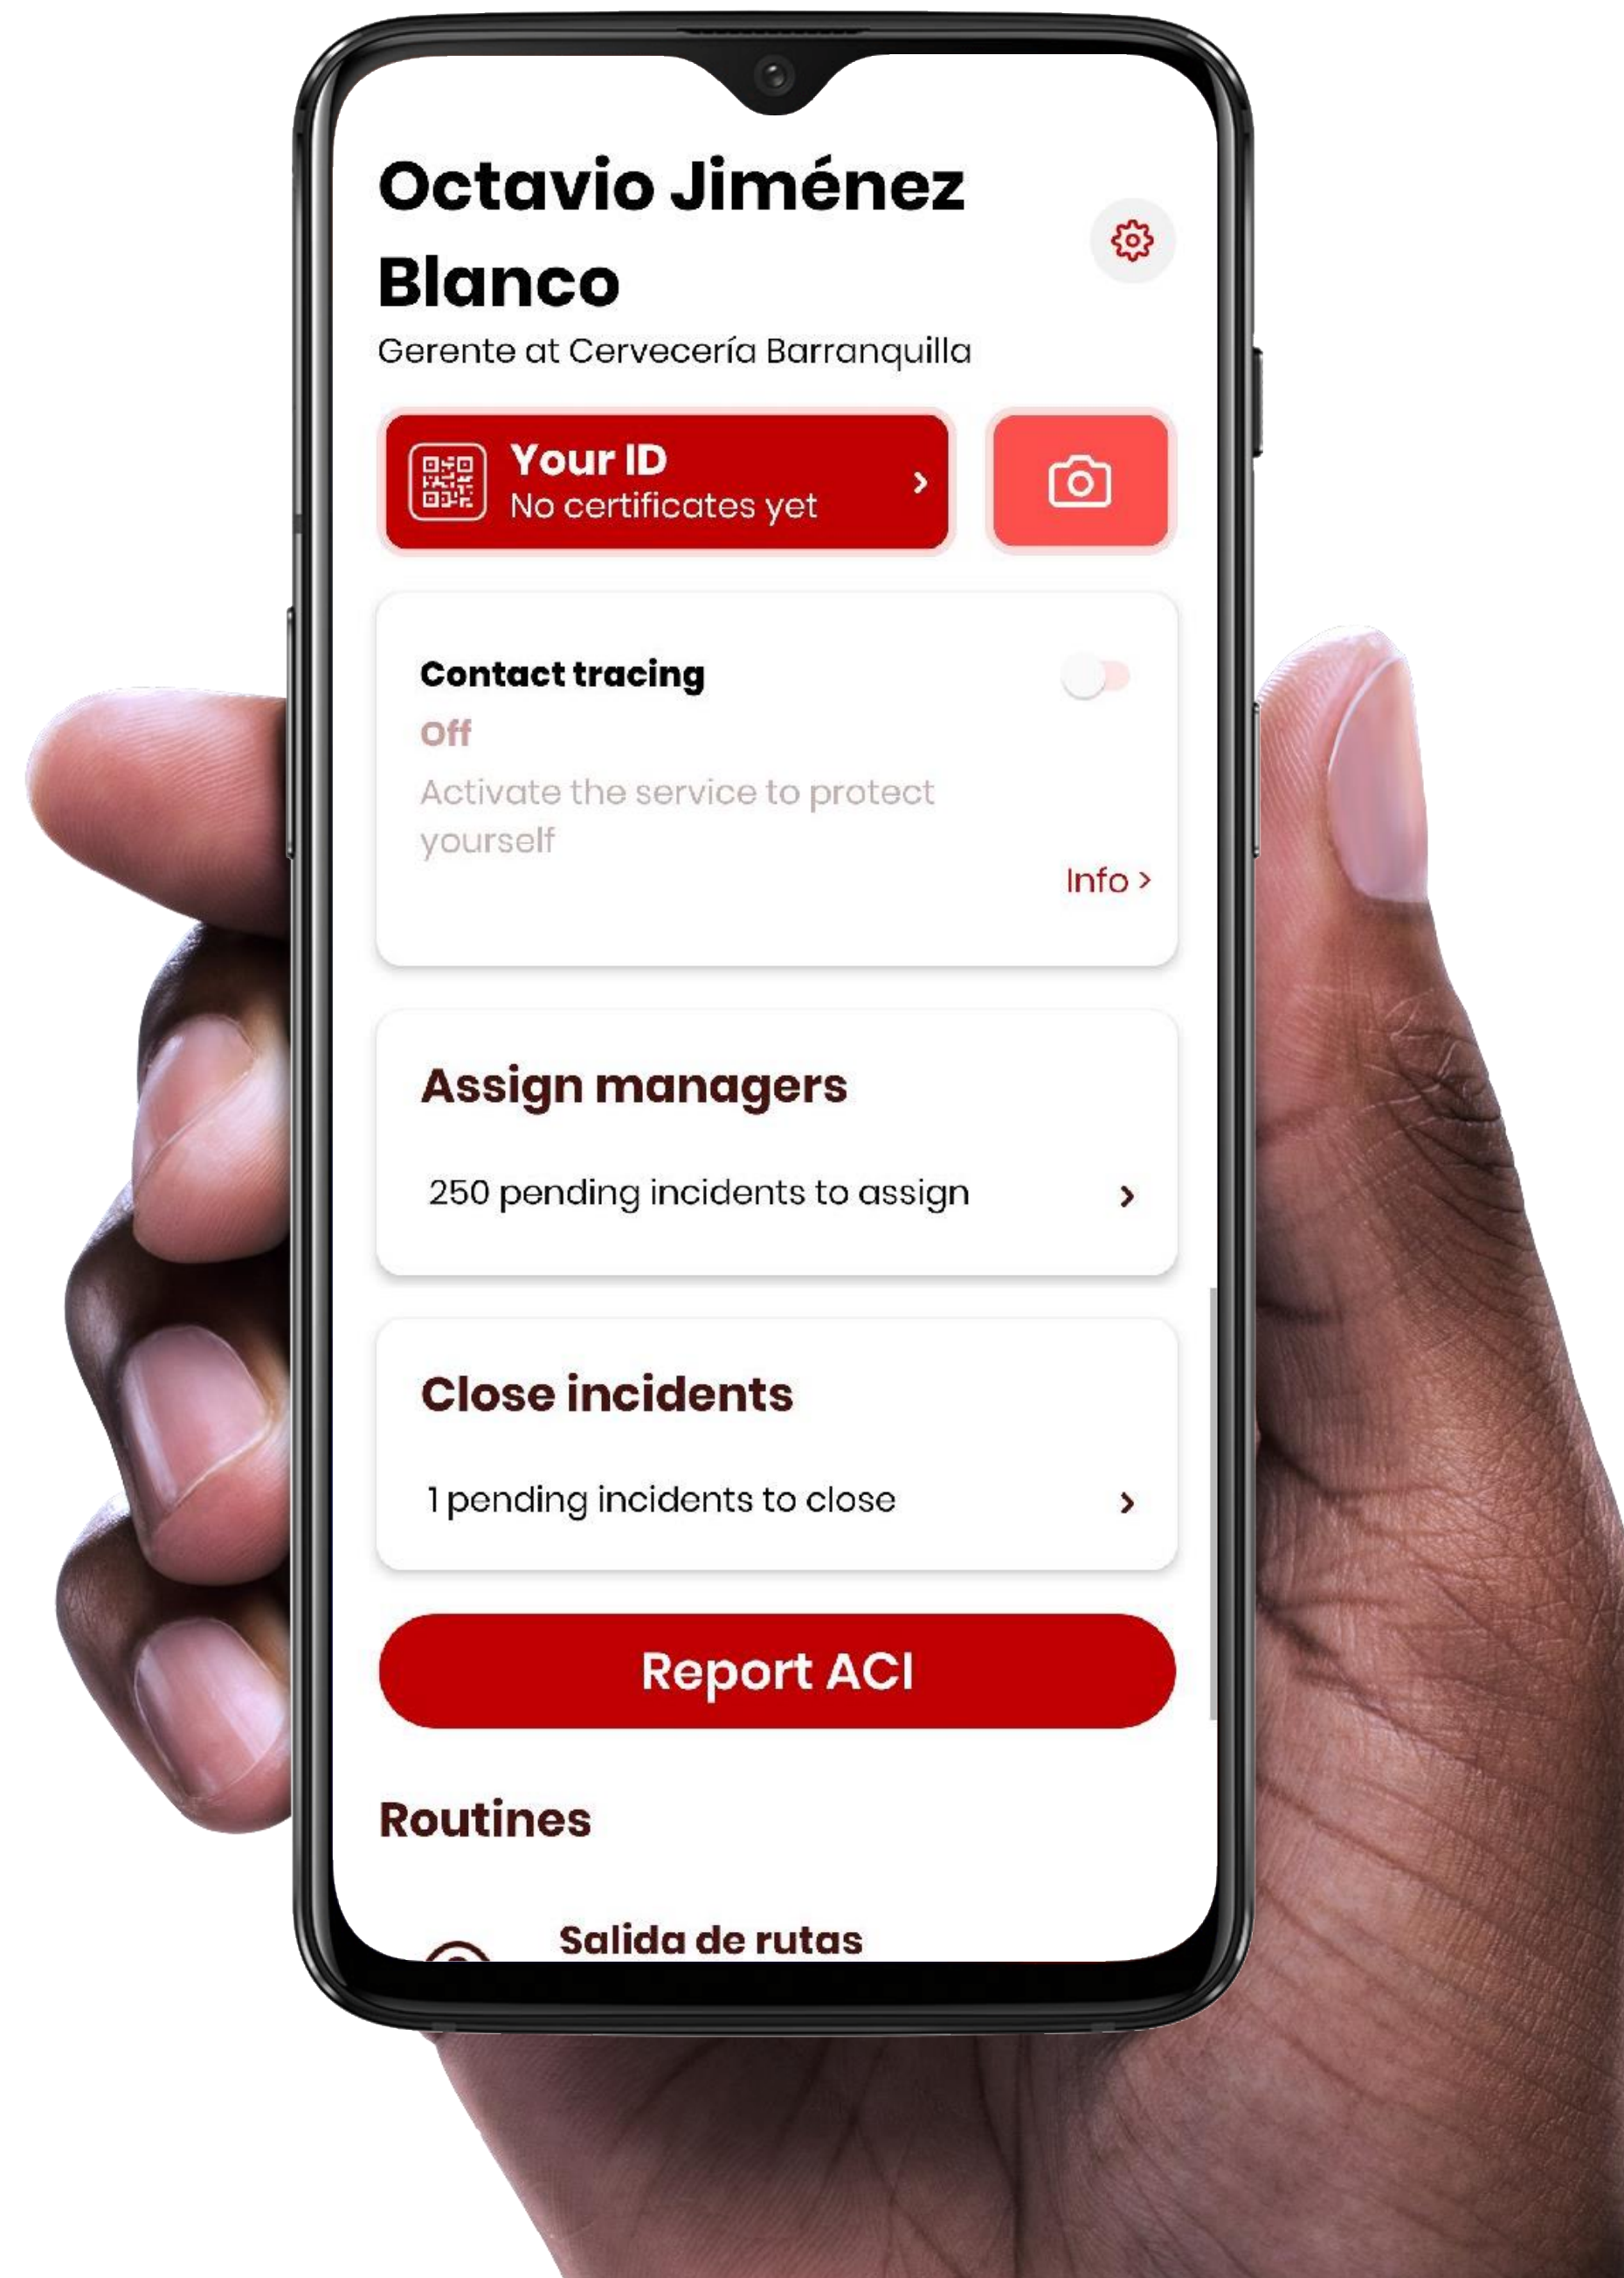 Octavio Jiménez
Blanco
Gerente at Cervecería Barranquilla
Your ID
No certificates yet
Contact tracing
Off
Activate the service to protect
yourself
Info >
Assign managers
250 pending incidents to assign
Close incidents
1 pending incidents to close
Report ACI
Routines
Salida de rutas